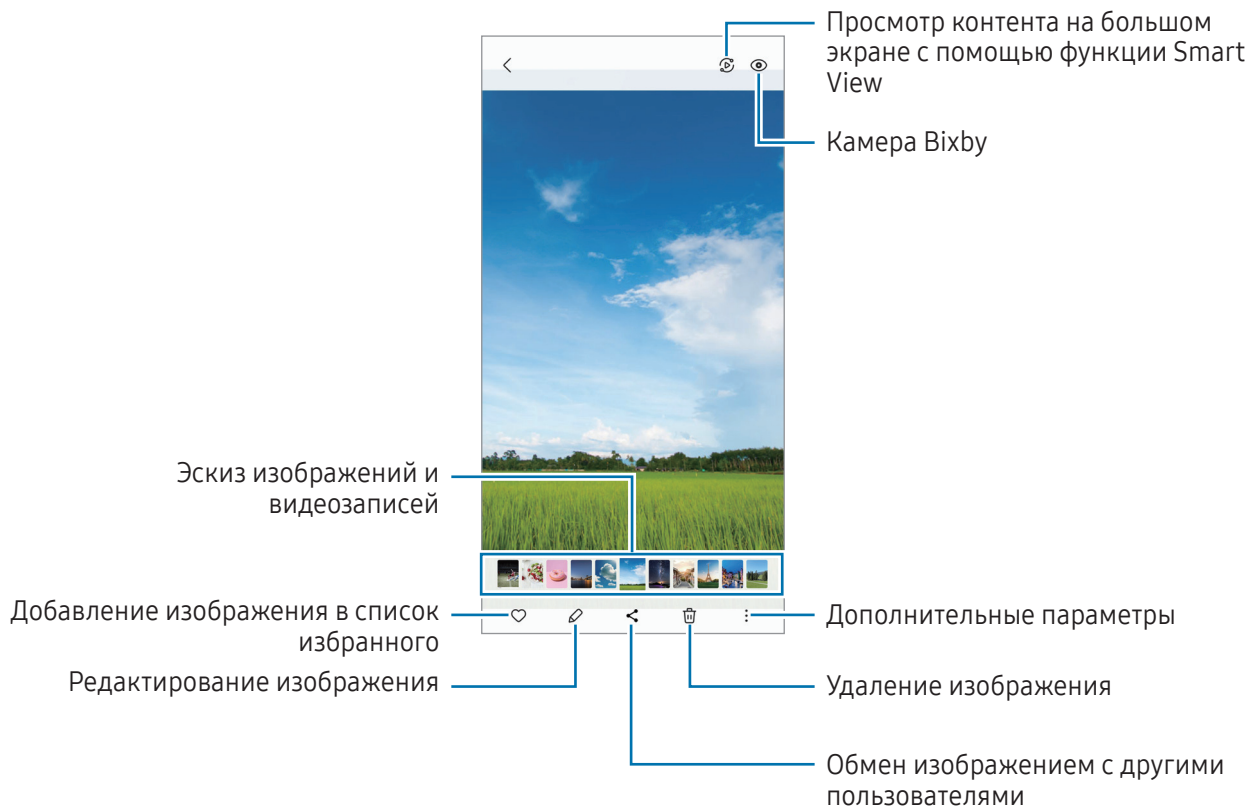 Просмотр контента на большом
экране с помощью функции Smart
View
Камера Bixby
Эскиз изображений и
видеозаписей
Добавление изображения в список
избранного
Редактирование изображения
Дополнительные параметры
Удаление изображения
Обмен изображением с другими
пользователями